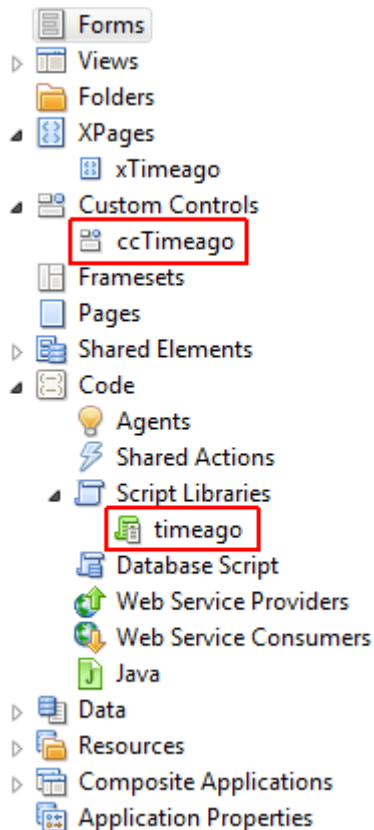 Forms
Views
Folders
XPages
xTimeago
Custom Controls
ccTimeago
Framesets
Pages
Shared Elements
Code
Agents
Shared Actions
Script Libraries
timeago
Database Script
Web Service Providers
Web Service Consumers
Java
Data
Resources
Composite Applications
Application Properties